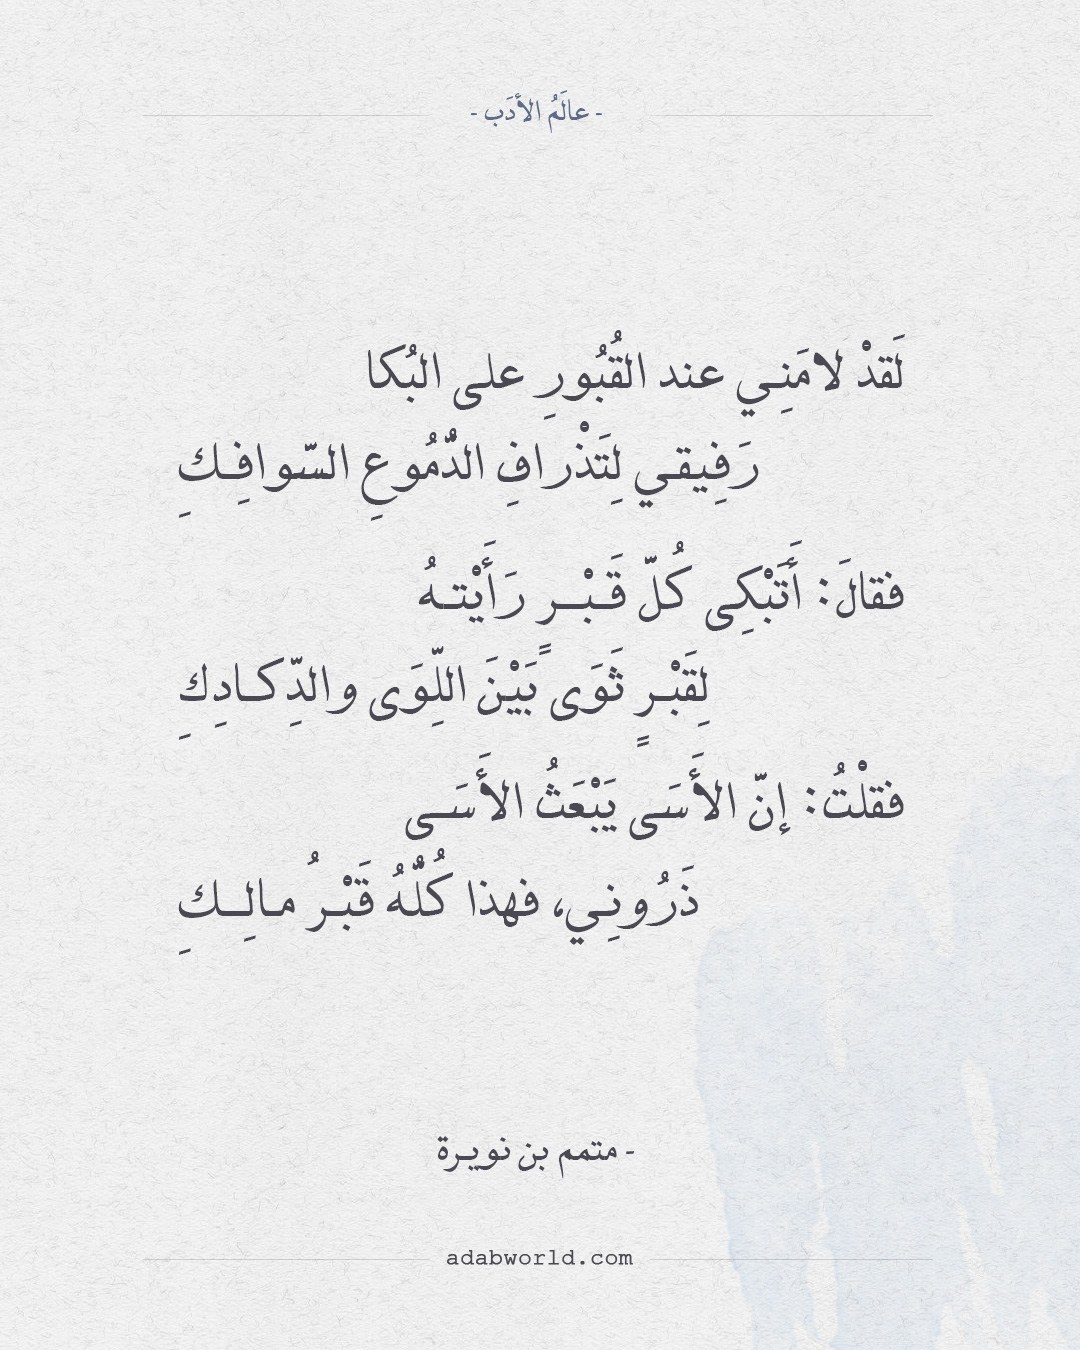 - عالَمُ الأدَب -
لَقدْ لامَنِي عند القُبُورِ على البُكا
رَفِيقي لِتَذْرافِ الدُّمُوعِ السّوافِكِ
فقالَ: أَتَبْكِى كُلّ قَبْرٍ رَأَيْتهُ
لِقَبْرٍ ثَوَى بَيْنَ اللّوَى والدّكادِكِ
فقلْتُ: إنّ الأَسَى يَبْعَثُ الأَسَى
ذَرُونِي، فهذا كُلُّهُ قَبْرُ مالِكِ
- متمم بن نويرة
adabworld.com